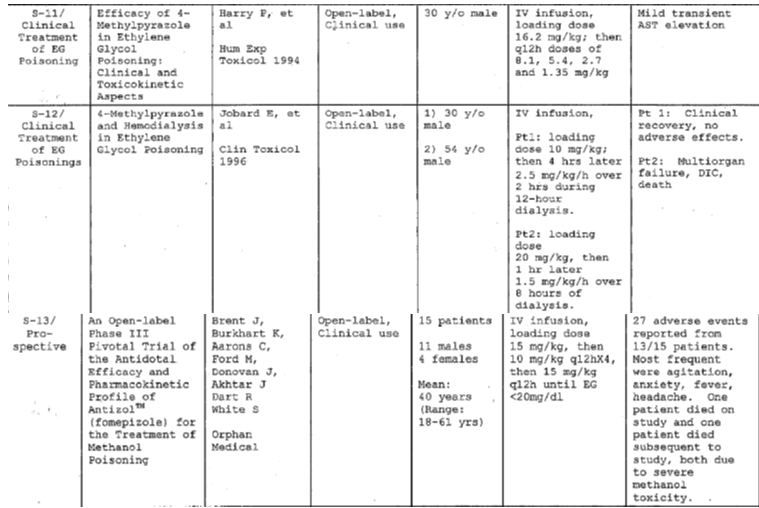 S-11/
Clinical
Treatment
of EG
Poisoning
Efficacy of 4-
Methylpyrazole
in Ethylene
Glycol
Poisoning:
Clinical and
Toxicokinetic
Aspects
Harry P, et
al
Hum Exp
Toxicol 1994
Open-label,
Clinical use
30 y/o male
IV infusion,
loading dose
16.2 mg/kg; then
q12h doses of
8.1, 5.4, 2.7
and 1.35 mg/kg
Mild transient
AST elevation
S-12/
Clinical
Treatment
of EG
Poisonings
4-Methylpyrazole
and Hemodialysis
in Ethylene
Glycol Poisoning
Jobard E, et
al
Clin Toxicol
1996
Open-label,
Clinical use
1) 30 y/o
male
2) 54 y/o
male
IV infusion,
Pt1: loading
dose 10 mg/kg;
then 4 hrs later
2.5 mg/kg/h over
2 hrs during
12-hour
dialysis.
Pt2: loading
dose
20 mg/kg, then
1 hr later
1.5 mg/kg/h over
8 hours of
dialysis.
Pt 1: Clinical
recovery, no
adverse effects.
Pt2: Multiorgan
failure, DIC,
death
S-13/
Pro-
spective
An Open-label
Phase III
Pivotal Trial of
the Antidotal
Efficacy and
Pharmacokinetic
Profile of
Antizol™
(fomepizole) for
the Treatment of
Methanol
Poisoning
Brent J,
Burkhart K,
Aarons C,
Ford M,
Donovan J,
Akhtar J
Dart R
White S
Orphan
Medical
Open-label,
Clinical use
15 patients
11 males
4 females
Mean:
40 years
(Range:
18-61 yrs)
IV infusion,
loading dose
15 mg/kg, then
10 mg/kg q12hX4,
then 15 mg/kg
q12h until EG
<20mg/dl
27 adverse events
reported from
13/15 patients.
Most frequent
were agitation,
anxiety, fever,
headache. One
patient died on
study and one
patient died
subsequent to
study, both due
to severe
methanol
toxicity.